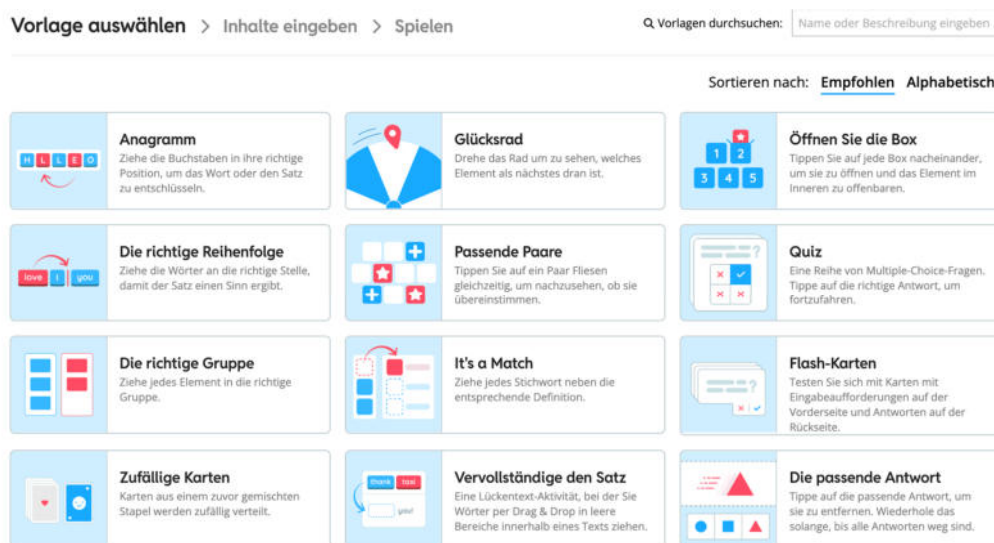 Vorlage auswählen > Inhalte eingeben > Spielen
Vorlagen durchsuchen: Name oder Beschreibung eingeben
Sortieren nach: Empfohlen Alphabetisch
H L L E O
Anagramm
Ziehe die Buchstaben in ihre richtige
Position, um das Wort oder den Satz
zu entschlüsseln.
Glücksrad
Drehe das Rad um zu sehen, welches
Element als nächstes dran ist.
1 2
3 4 5
Öffnen Sie die Box
Tippen Sie auf jede Box nacheinander,
um sie zu öffnen und das Element im
Inneren zu offenbaren.
love I you
Die richtige Reihenfolge
Ziehe die Wörter an die richtige Stelle,
damit der Satz einen Sinn ergibt.
Passende Paare
Tippen Sie auf ein Paar Fliesen
gleichzeitig, um nachzusehen, ob sie
übereinstimmen.
?
Quiz
Eine Reihe von Multiple-Choice-Fragen.
Tippe auf die richtige Antwort, um
fortzufahren.
Die richtige Gruppe
Ziehe jedes Element in die richtige
Gruppe.
It's a Match
Ziehe jedes Stichwort neben die
entsprechende Definition.
?
Flash-Karten
Testen Sie sich mit Karten mit
Eingabeaufforderungen auf der
Vorderseite und Antworten auf der
Rückseite.
Zufällige Karten
Karten aus einem zuvor gemischten
Stapel werden zufällig verteilt.
thank taxi
you!
Vervollständige den Satz
Eine Lückentext-Aktivität, bei der Sie
Wörter per Drag & Drop in leere
Bereiche innerhalb eines Texts ziehen.
Die passende Antwort
Tippe auf die passende Antwort, um
sie zu entfernen. Wiederhole das
solange, bis alle Antworten weg sind.